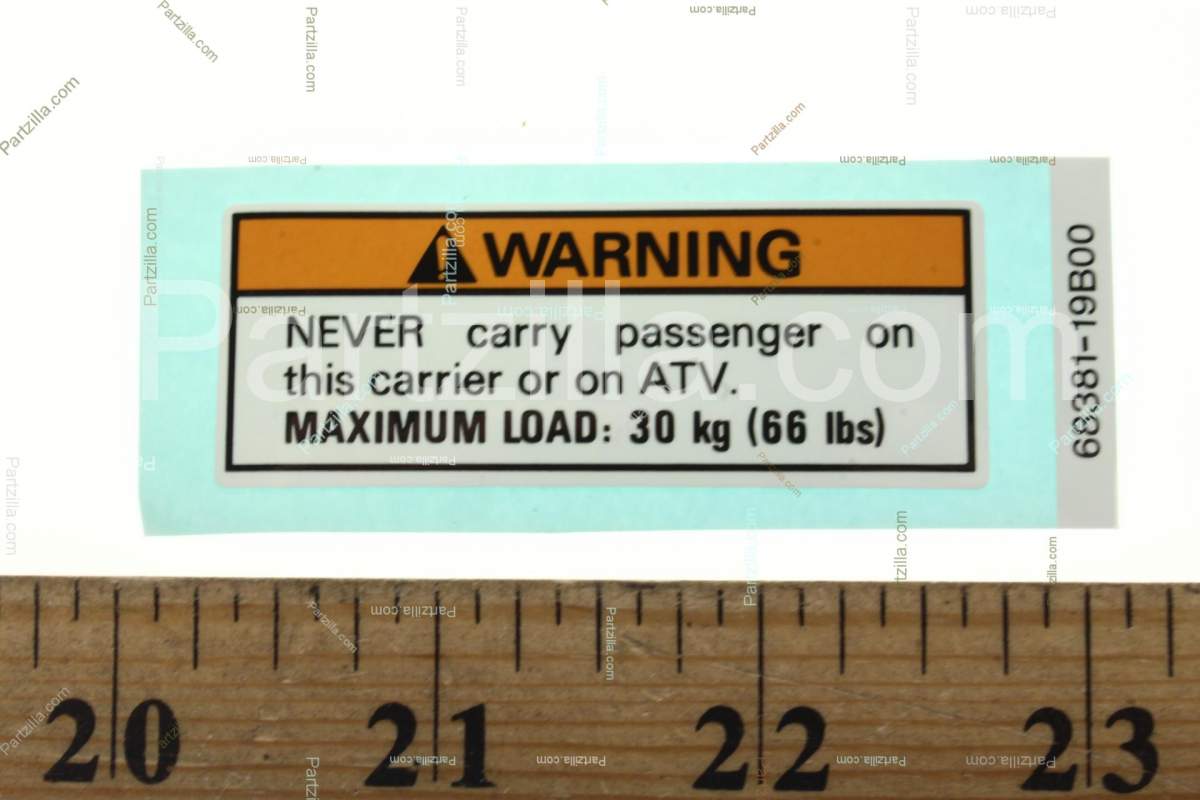 WARNING
NEVER carry passenger on
this carrier or on ATV.
MAXIMUM LOAD: 30 kg (66 lbs)
68381-19B00
Partzilla.com
20 21 22 23